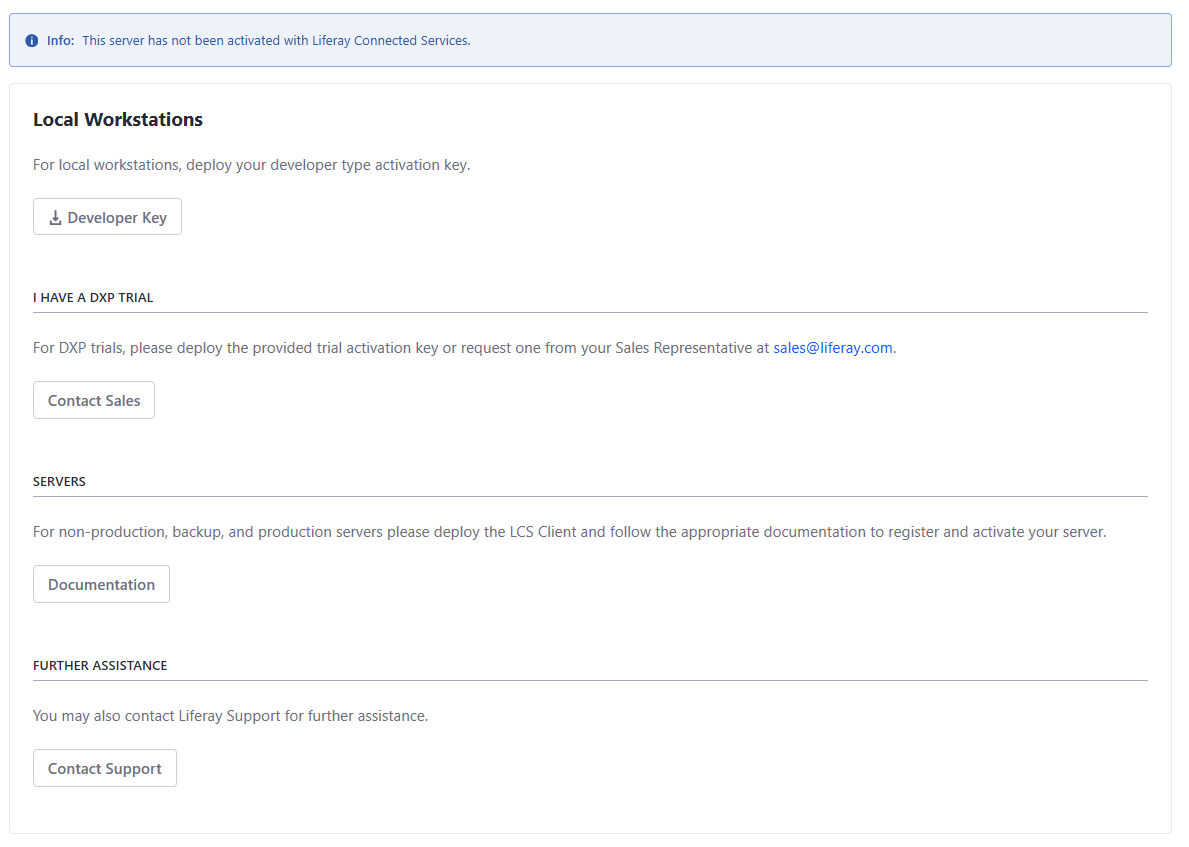 Info: This server has not been activated with Liferay Connected Services.
Local Workstations
For local workstations, deploy your developer type activation key.
Developer Key
I HAVE A DXP TRIAL
For DXP trials, please deploy the provided trial activation key or request one from your Sales Representative at sales@liferay.com.
Contact Sales
SERVERS
For non-production, backup, and production servers please deploy the LCS Client and follow the appropriate documentation to register and activate your server.
Documentation
FURTHER ASSISTANCE
You may also contact Liferay Support for further assistance.
Contact Support